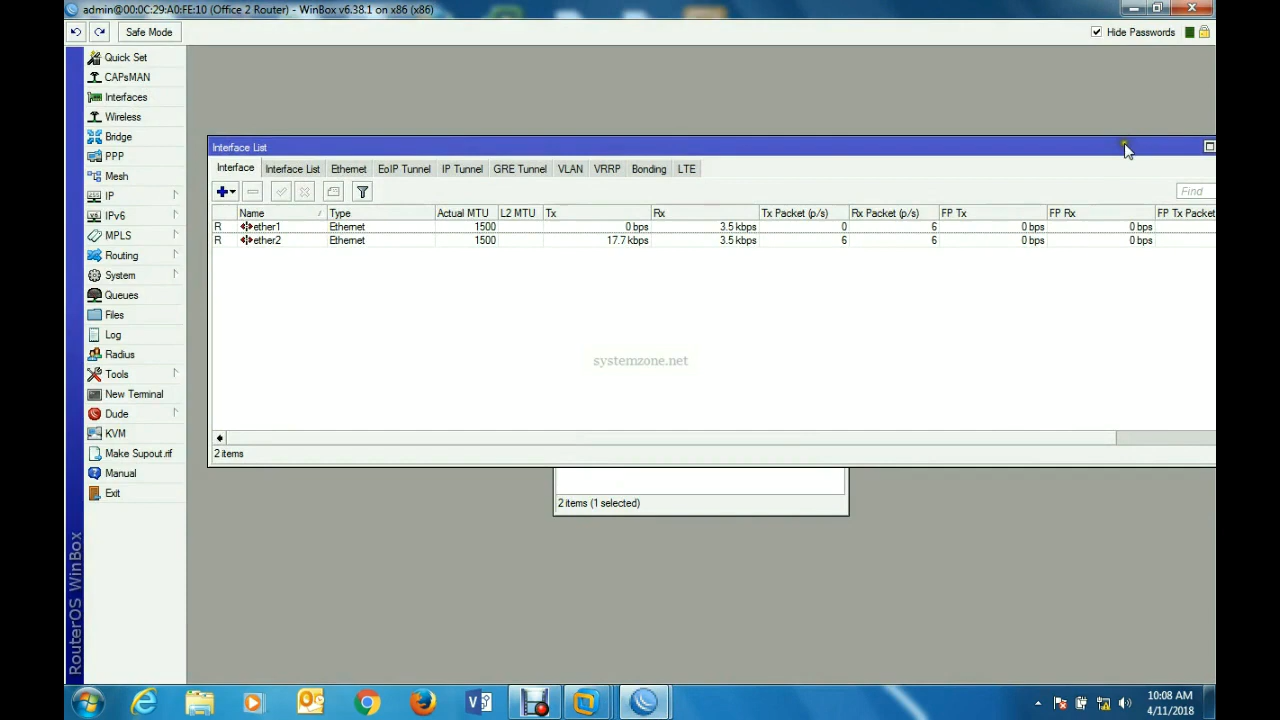 admin@00:0C:29:A0:FE:10 (Office 2 Router) - WinBox v6.38.1 on x86 (x86)
Safe Mode
Hide Passwords
Quick Set
CAPsMAN
Interfaces
Wireless
Bridge
PPP
Mesh
IP
IPv6
MPLS
Routing
System
Queues
Files
Log
Radius
Tools
New Terminal
Dude
KVM
Make Supout.rif
Manual
Exit
RouterOS WinBox
Interface List
Interface Interface List Ethernet EoIP Tunnel IP Tunnel GRE Tunnel VLAN VRRP Bonding LTE
Find
Name Type Actual MTU L2 MTU Tx Rx Tx Packet (p/s) Rx Packet (p/s) FP Tx FP Rx FP Tx Packet
R ether1 Ethernet 1500 0 bps 3.5 kbps 0 6 0 bps 0 bps
R ether2 Ethernet 1500 17.7 kbps 3.5 kbps 6 6 0 bps 0 bps
systemzone.net
2 items
2 items (1 selected)
10:08 AM
4/11/2018